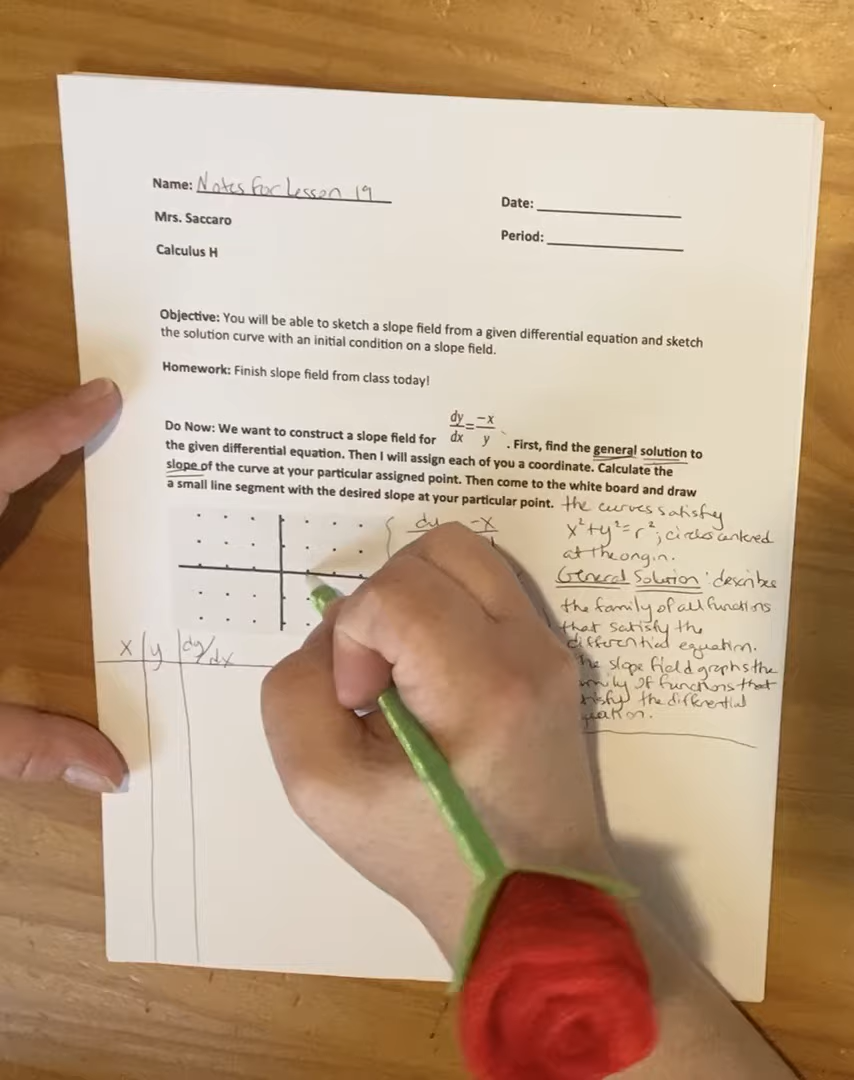 Name: Notes for Lesson 19
Date:
Mrs. Saccaro
Period:
Calculus H
Objective: You will be able to sketch a slope field from a given differential equation and sketch
the solution curve with an initial condition on a slope field.
Homework: Finish slope field from class today!
Do Now: We want to construct a slope field for dy/dx = -x/y . First, find the general solution to
the given differential equation. Then I will assign each of you a coordinate. Calculate the
slope of the curve at your particular assigned point. Then come to the white board and draw
a small line segment with the desired slope at your particular point.
dy -x
the curves satisfy
x²+y²=r²; circles centered
at the origin.
General Solution: describes
the family of all functions
that satisfy the
differential equation.
slope field graphs the
of functions that
the differential
x y dy/dx